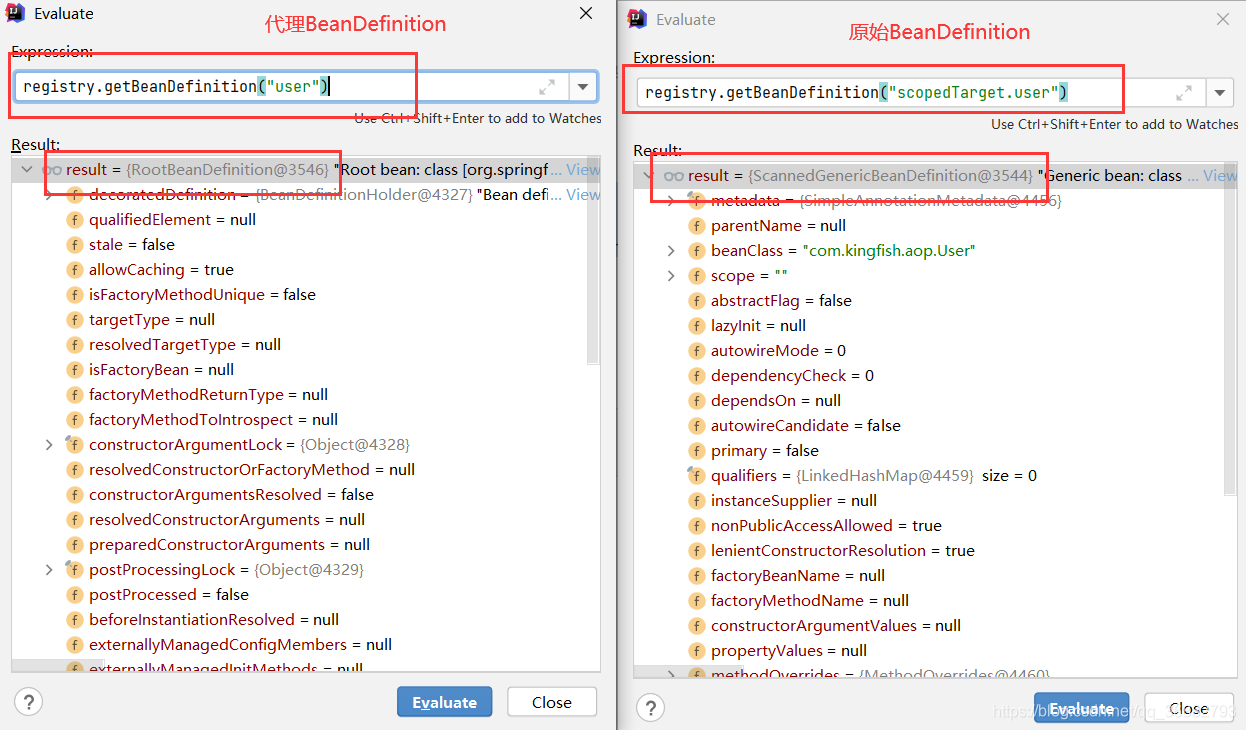 Evaluate
代理BeanDefinition
Expression:
registry.getBeanDefinition("user")
Use Ctrl+Shift+Enter to add to Watches
Result:
result = {RootBeanDefinition@3546} "Root bean: class [org.springf... View
decoratedDefinition = {BeanDefinitionHolder@4327} "Bean defi... View
qualifiedElement = null
stale = false
allowCaching = true
isFactoryMethodUnique = false
targetType = null
resolvedTargetType = null
isFactoryBean = null
factoryMethodReturnType = null
factoryMethodToIntrospect = null
constructorArgumentLock = {Object@4328}
resolvedConstructorOrFactoryMethod = null
constructorArgumentsResolved = false
resolvedConstructorArguments = null
preparedConstructorArguments = null
postProcessingLock = {Object@4329}
postProcessed = false
beforeInstantiationResolved = null
externallyManagedConfigMembers = null
externallyManagedInitMethods = null
?
Evaluate
Close
Evaluate
原始BeanDefinition
Expression:
registry.getBeanDefinition("scopedTarget.user")
Use Ctrl+Shift+Enter to add to Watches
Result:
result = {ScannedGenericBeanDefinition@3544} "Generic bean: class ... View
metadata = {SimpleAnnotationMetadata@4456}
parentName = null
beanClass = "com.kingfish.aop.User"
scope = ""
abstractFlag = false
lazyInit = null
autowireMode = 0
dependencyCheck = 0
dependsOn = null
autowireCandidate = false
primary = false
qualifiers = {LinkedHashMap@4459} size = 0
instanceSupplier = null
nonPublicAccessAllowed = true
lenientConstructorResolution = true
factoryBeanName = null
factoryMethodName = null
constructorArgumentValues = null
propertyValues = null
methodOverrides = {MethodOverrides@4460}
?
Evaluate
Close